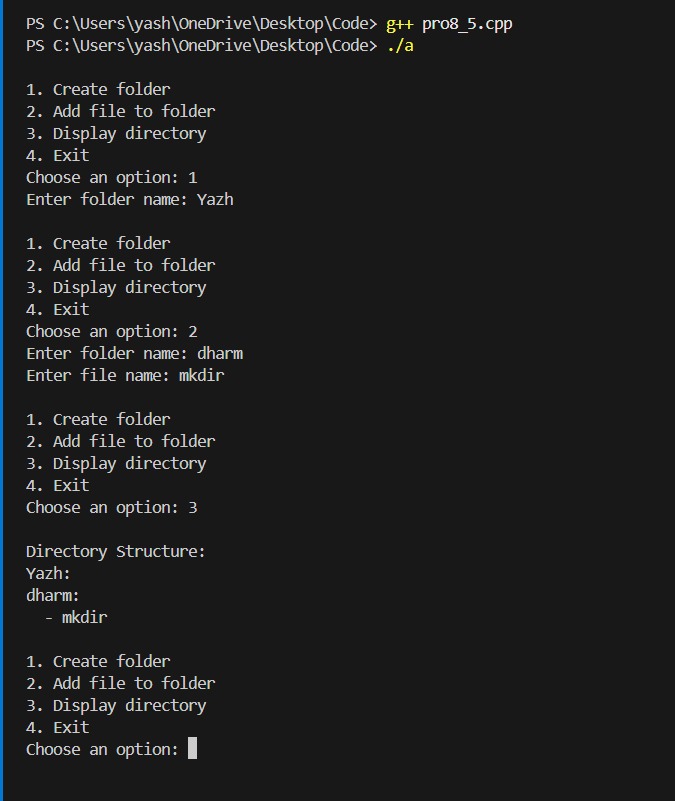 PS C:\Users\yash\OneDrive\Desktop\Code> g++ pro8_5.cpp
PS C:\Users\yash\OneDrive\Desktop\Code> ./a
1. Create folder
2. Add file to folder
3. Display directory
4. Exit
Choose an option: 1
Enter folder name: Yazh
1. Create folder
2. Add file to folder
3. Display directory
4. Exit
Choose an option: 2
Enter folder name: dharm
Enter file name: mkdir
1. Create folder
2. Add file to folder
3. Display directory
4. Exit
Choose an option: 3
Directory Structure:
Yazh:
dharm:
  - mkdir
1. Create folder
2. Add file to folder
3. Display directory
4. Exit
Choose an option: